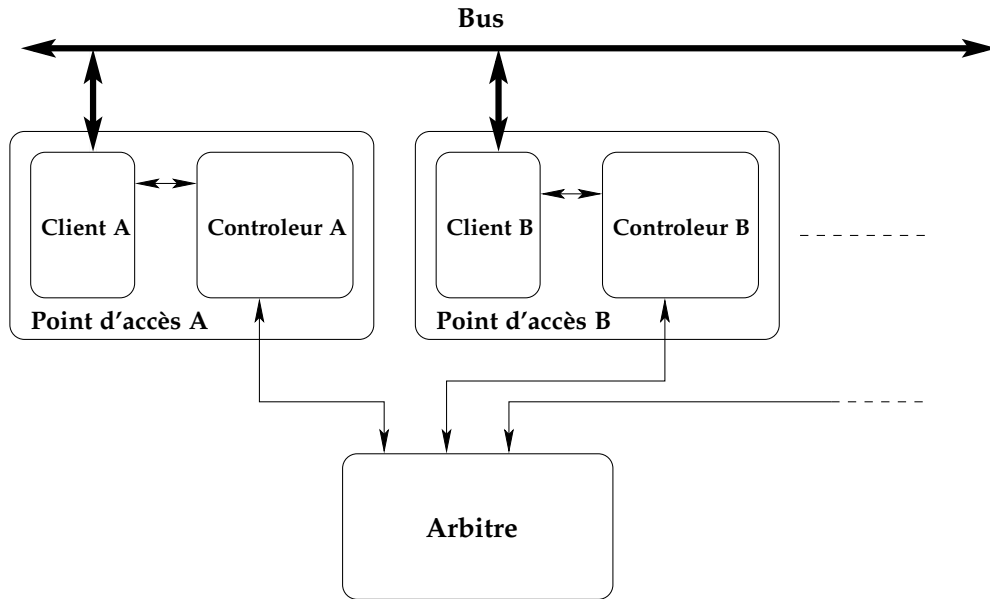 Bus
Client A
Controleur A
Client B
Controleur B
Point d'accès A
Point d'accès B
Arbitre